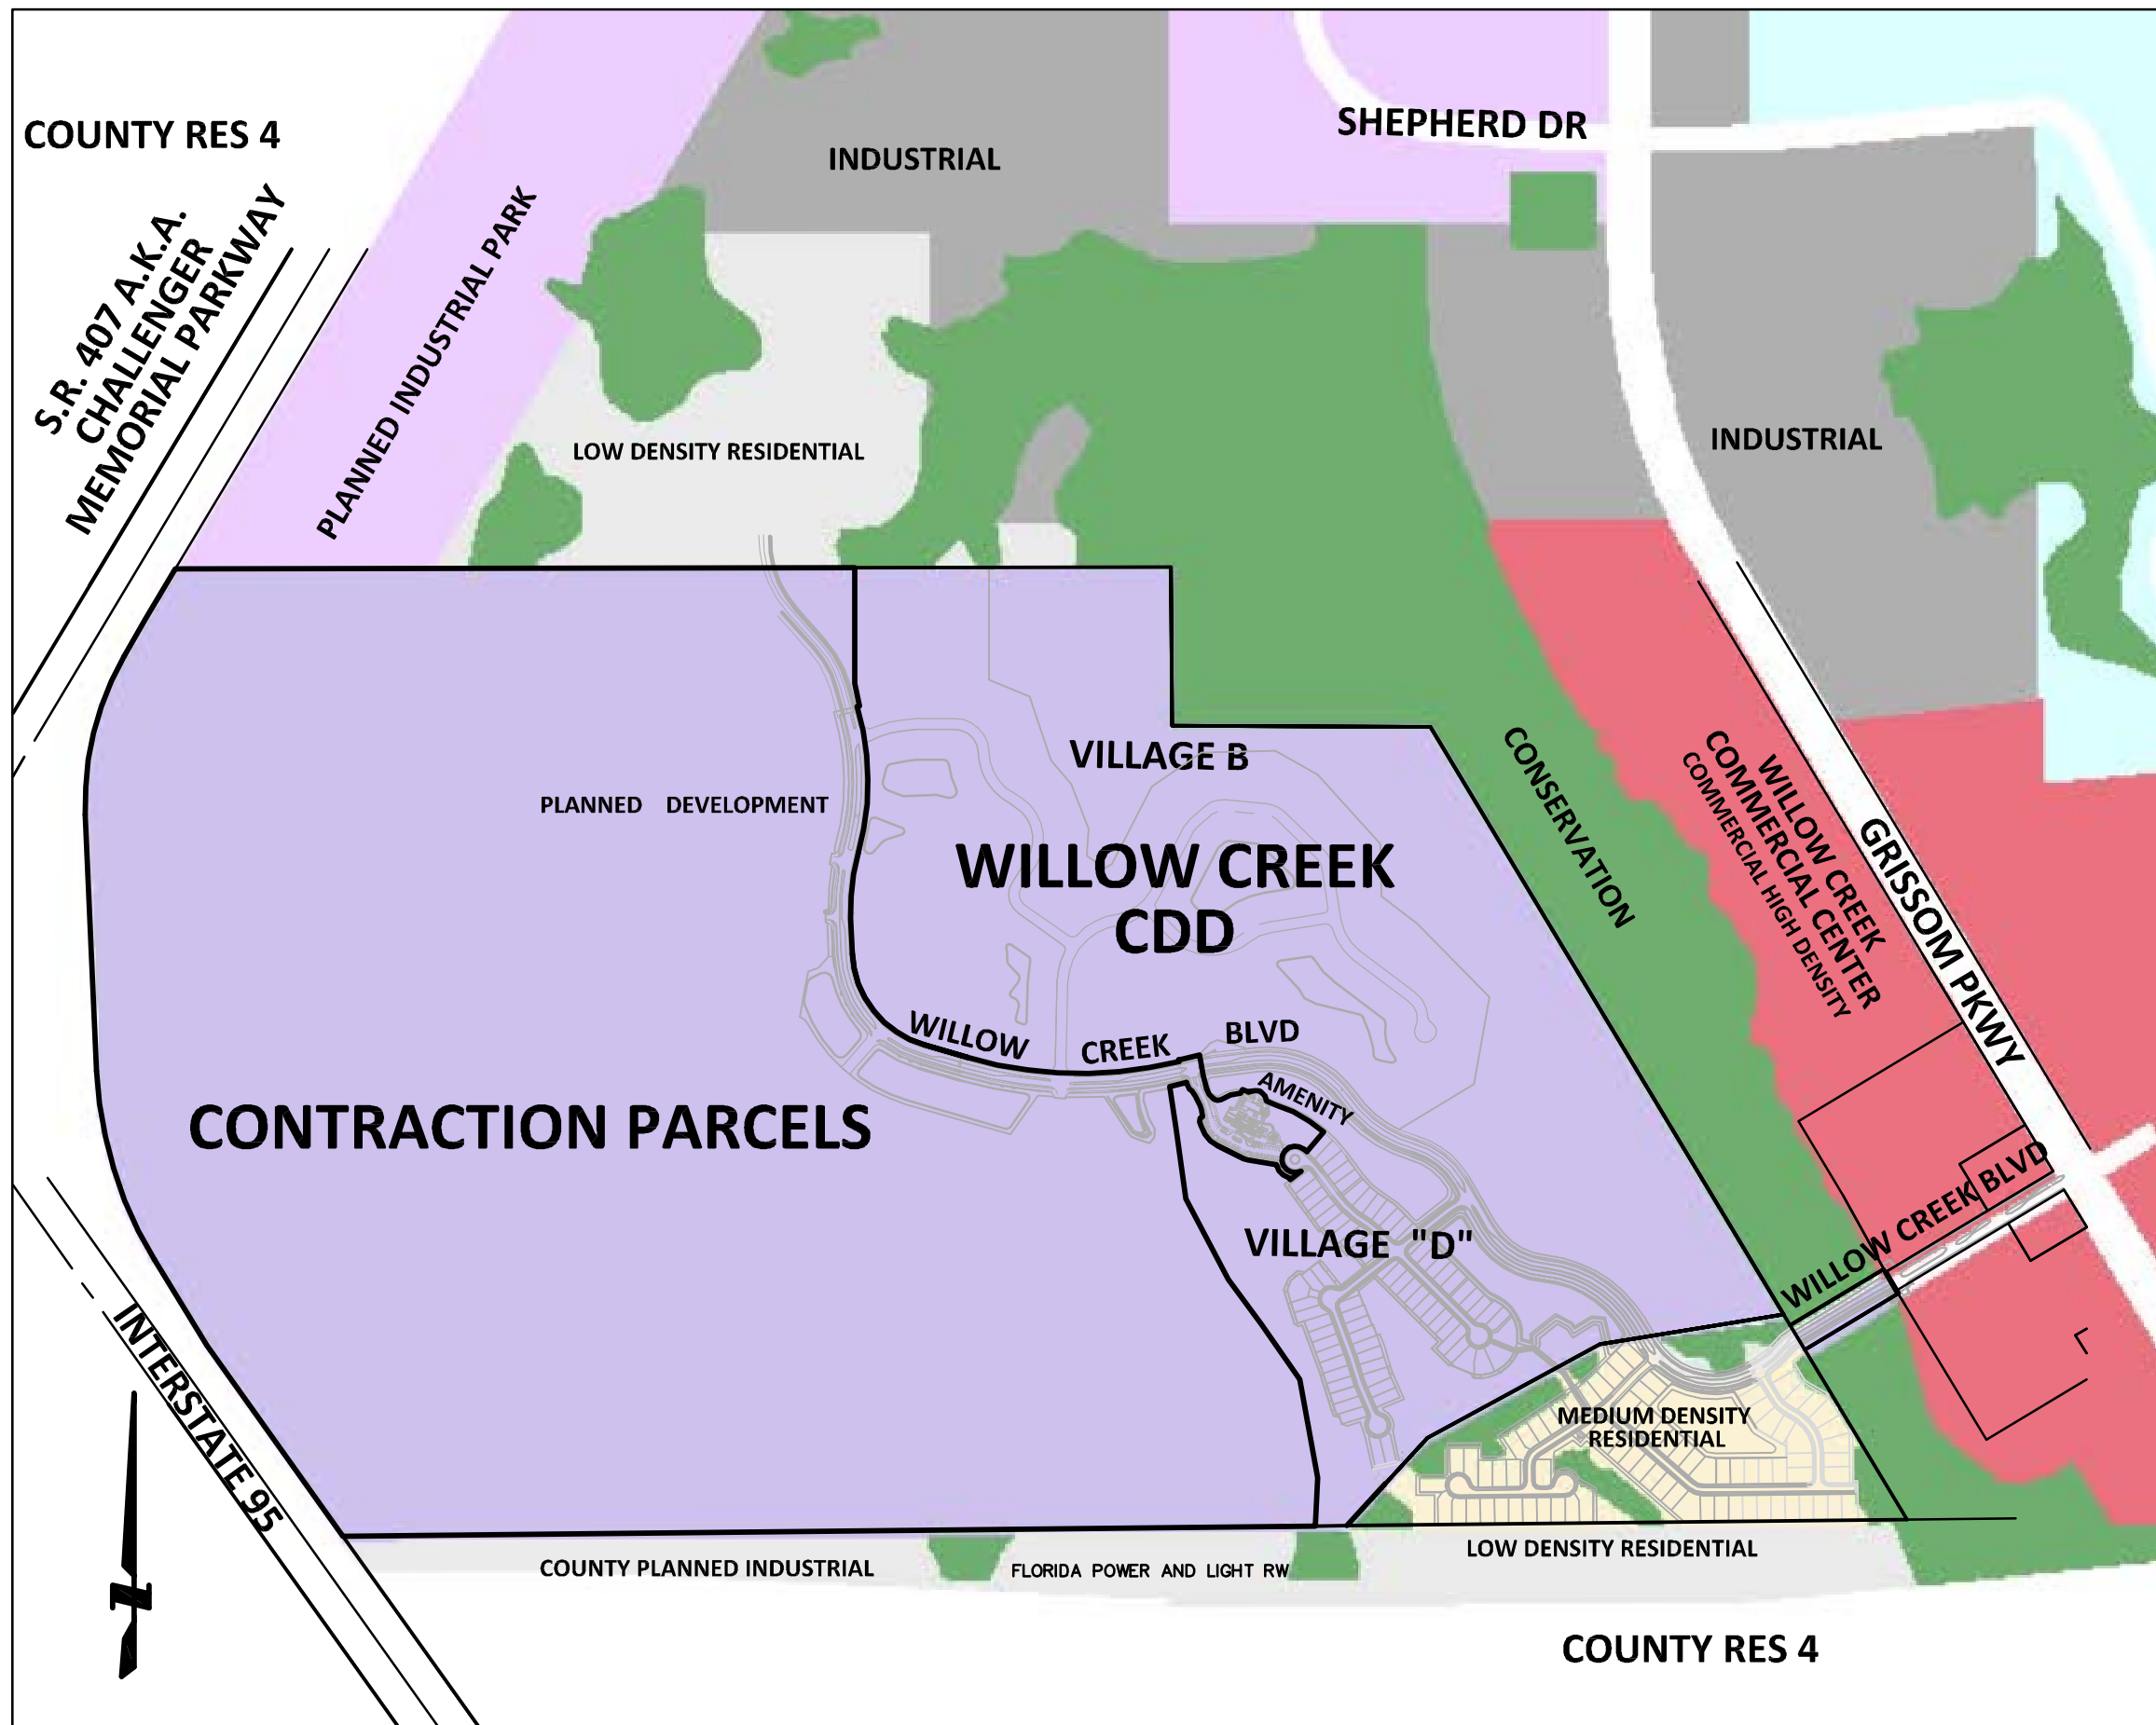 COUNTY RES 4
SHEPHERD DR
INDUSTRIAL
S.R. 407 A.K.A.
CHALLENGER
MEMORIAL PARKWAY
PLANNED INDUSTRIAL PARK
LOW DENSITY RESIDENTIAL
INDUSTRIAL
VILLAGE B
PLANNED DEVELOPMENT
WILLOW CREEK
CDD
CONSERVATION
WILLOW CREEK
COMMERCIAL CENTER
COMMERCIAL HIGH DENSITY
GRISSOM PKWY
WILLOW CREEK BLVD
AMENITY
CONTRACTION PARCELS
WILLOW CREEK BLVD
VILLAGE "D"
INTERSTATE 95
MEDIUM DENSITY
RESIDENTIAL
COUNTY PLANNED INDUSTRIAL
FLORIDA POWER AND LIGHT RW
LOW DENSITY RESIDENTIAL
COUNTY RES 4
N